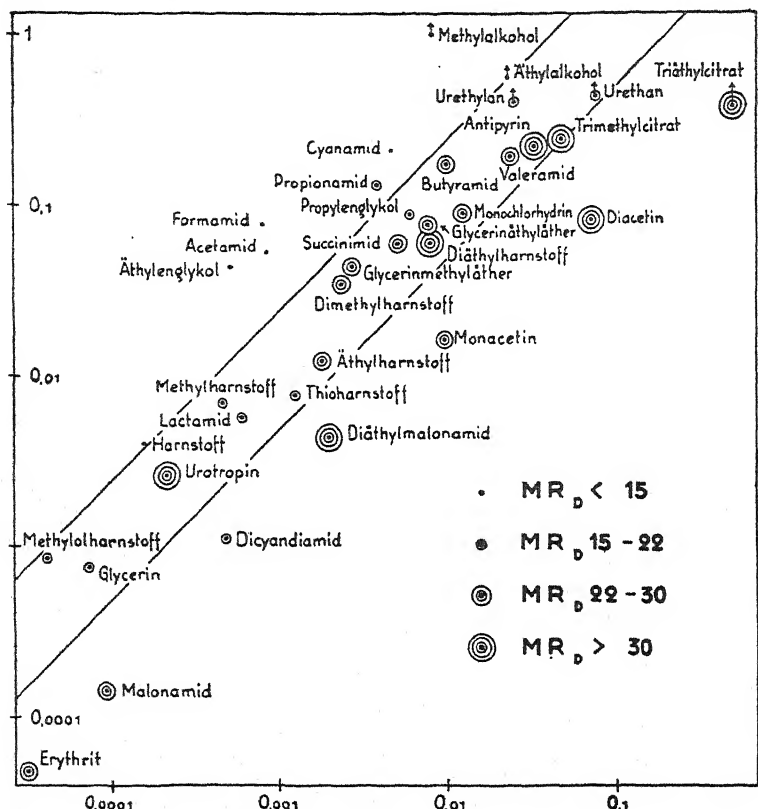 1
Methylalkohol
Äthylalkohol
Triäthylcitrat
Urethylan
Urethan
Antipyrin
Trimethylcitrat
Cyanamid
Valeramid
Butyramid
Propionamid
0,1
Propylenglykol
Monochlorhydrin
Diacetin
Formamid
Glycerinäthyläther
Acetamid
Succinimid
Diäthylharnstoff
Äthylenglykol
Glycerinmethyläther
Dimethylharnstoff
Monacetin
0,01
Äthylharnstoff
Methylharnstoff
Thioharnstoff
Lactamid
Harnstoff
Diäthylmalonamid
Urotropin
MR D < 15
Methylolharnstoff
Dicyandiamid
MR D 15 - 22
Glycerin
MR D 22 - 30
MR D > 30
Malonamid
0,0001
Erythrit
0,0001 0,001 0,01 0,1